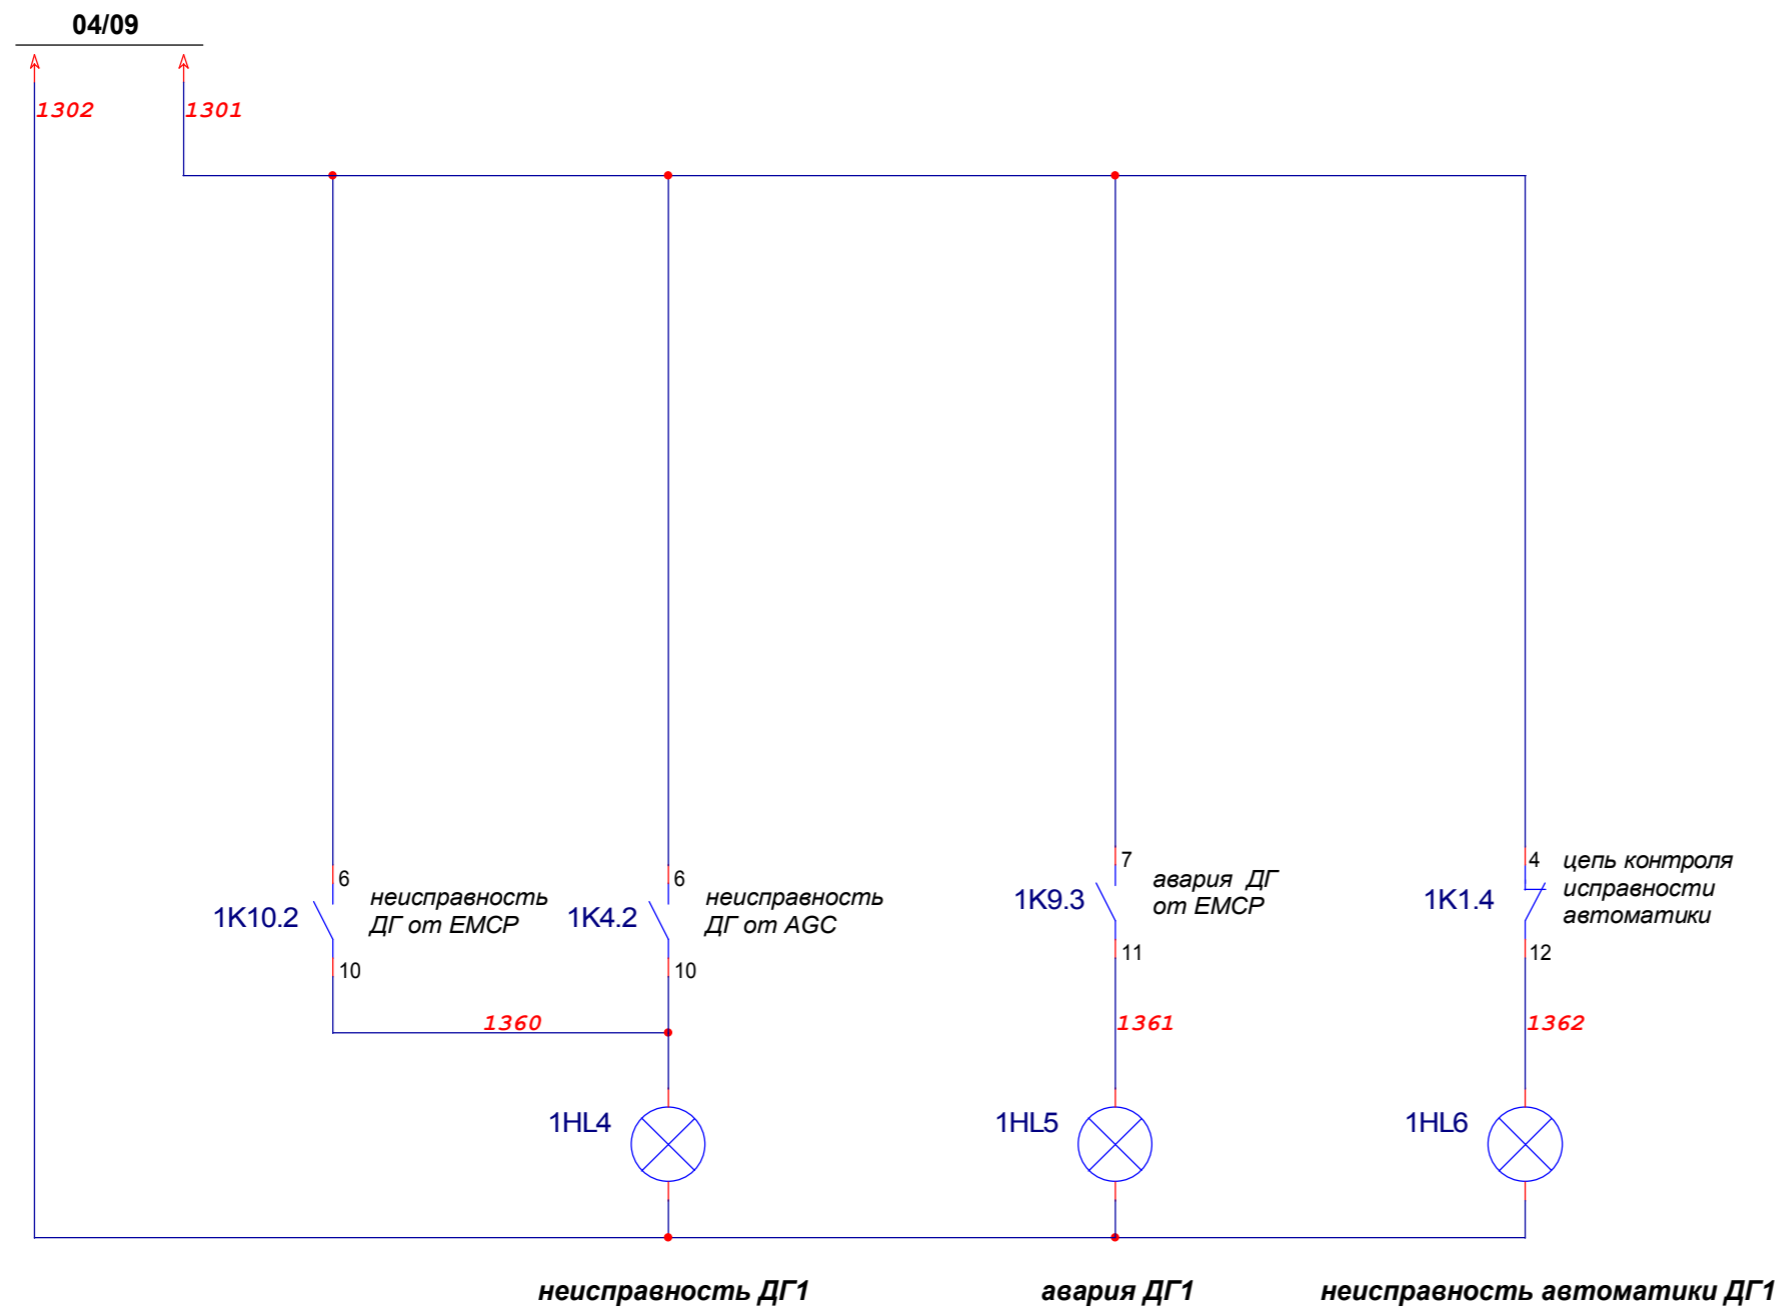 04/09
1302
1301
6
неисправность
1K10.2
ДГ от EMCP
10
6
неисправность
1K4.2
ДГ от AGC
10
7
авария ДГ
1K9.3
от EMCP
11
4
цепь контроля
1K1.4
исправности
автоматики
12
1360
1361
1362
1HL4
1HL5
1HL6
неисправность ДГ1
авария ДГ1
неисправность автоматики ДГ1